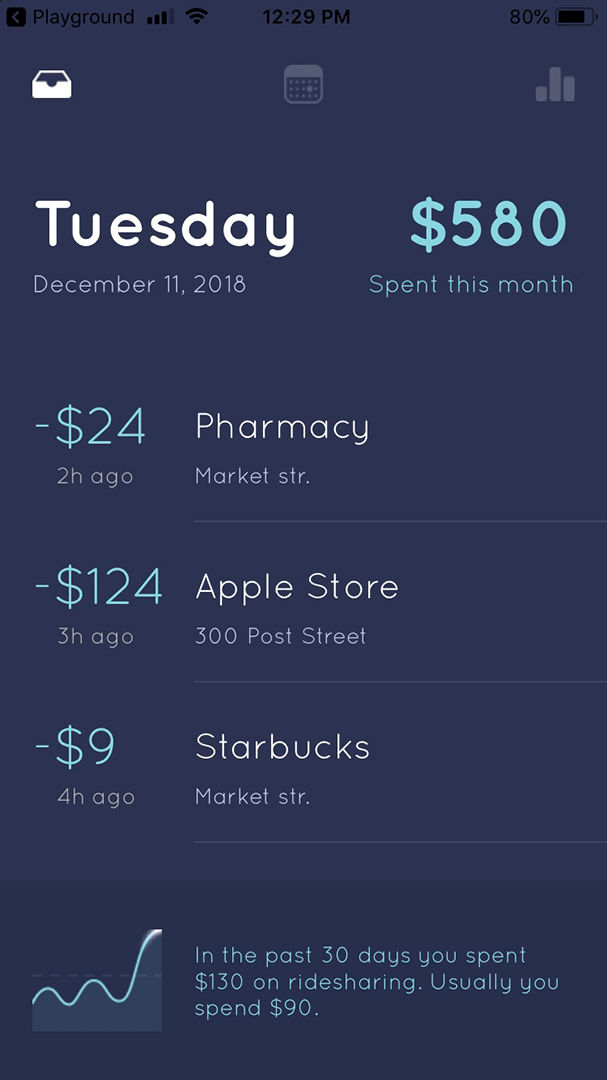 Playground 12:29 PM 80%
Tuesday $580
December 11, 2018 Spent this month
-$24 Pharmacy
2h ago Market str.
-$124 Apple Store
3h ago 300 Post Street
-$9 Starbucks
4h ago Market str.
In the past 30 days you spent
$130 on ridesharing. Usually you
spend $90.